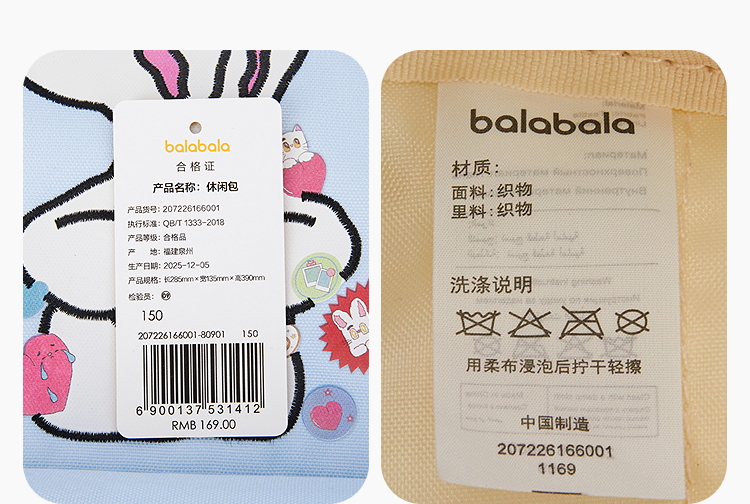 balabala
合格证
产品名称：休闲包
产品货号：207226166001
执行标准：QB/T 1333-2018
产品等级：合格品
产　　地：福建泉州
生产日期：2025-12-05
产品规格：长285mm×宽135mm×高390mm
检验员：
150
207226166001-80901 150
6 900137 531412
RMB 169.00
balabala
材质：
面料：织物
里料：织物
洗涤说明
用柔布浸泡后拧干轻擦
中国制造
207226166001
1169